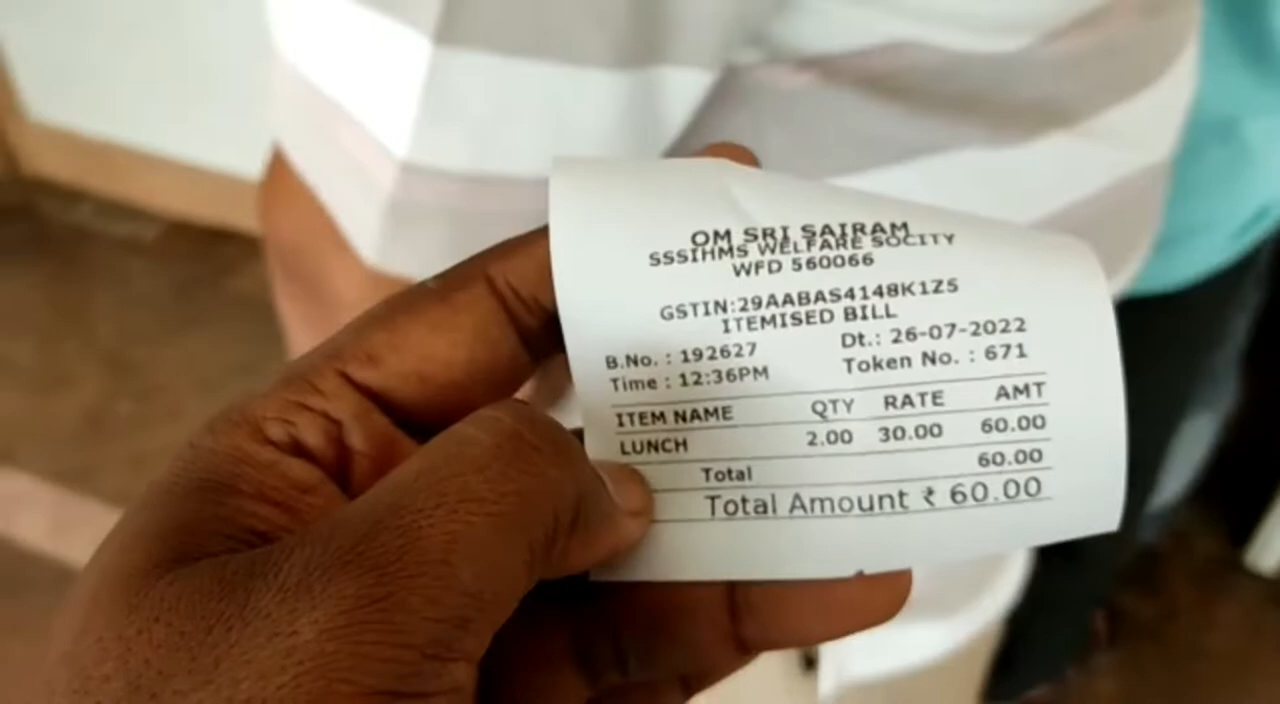 OM SRI SAIRAM
SSSIHMS WELFARE SOCITY
WFD 560066
GSTIN:29AABAS4148K1ZS
ITEMISED BILL
B.No. : 192627 Dt.: 26-07-2022
Time : 12:36PM Token No. : 671
ITEM NAME QTY RATE AMT
LUNCH 2.00 30.00 60.00
Total 60.00
Total Amount ₹ 60.00